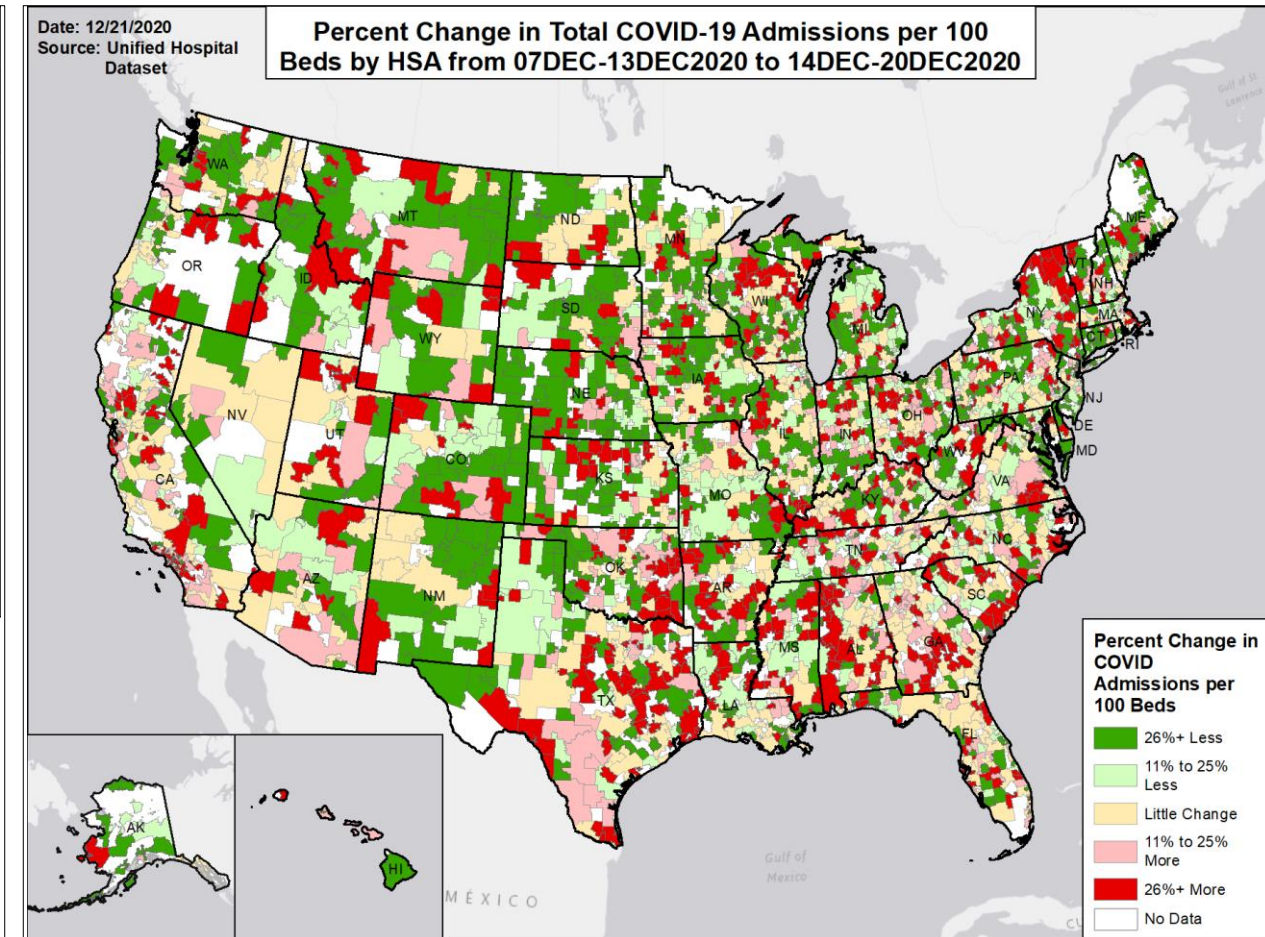 Date: 12/21/2020
Source: Unified Hospital
Dataset
Percent Change in Total COVID-19 Admissions per 100
Beds by HSA from 07DEC-13DEC2020 to 14DEC-20DEC2020
Gulf of St.
Lawrence
WA
MT
ND
MN
ME
OR
ID
SD
WI
VT
NH
WY
MI
NY
MA
CT
RI
IA
NE
PA
NV
NJ
OH
UT
IL
IN
DE
CO
WV
MD
CA
KS
MO
VA
KY
NC
OK
TN
AZ
NM
AR
SC
MS
AL
GA
TX
LA
FL
AK
HI
Gulf of
Mexico
MÉXICO
CU
Percent Change in
COVID
Admissions per
100 Beds
26%+ Less
11% to 25%
Less
Little Change
11% to 25%
More
26%+ More
No Data